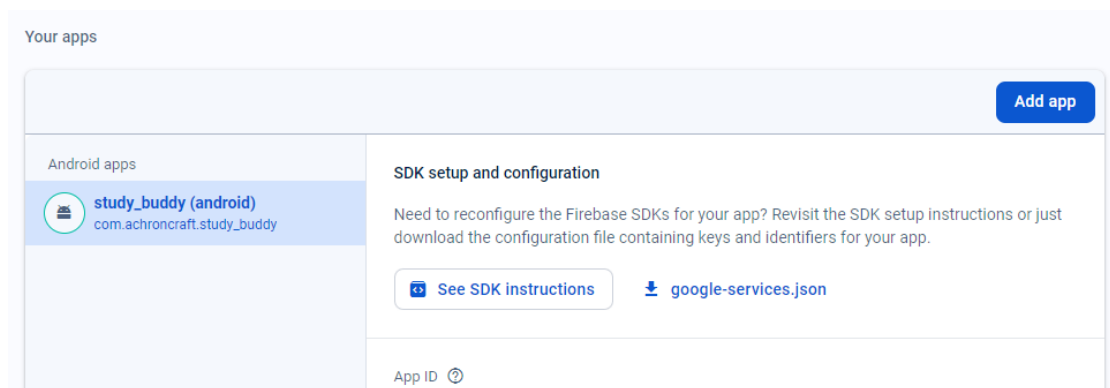 Your apps
Add app
Android apps
study_buddy (android)
com.achroncraft.study_buddy
SDK setup and configuration
Need to reconfigure the Firebase SDKs for your app? Revisit the SDK setup instructions or just
download the configuration file containing keys and identifiers for your app.
See SDK instructions
google-services.json
App ID